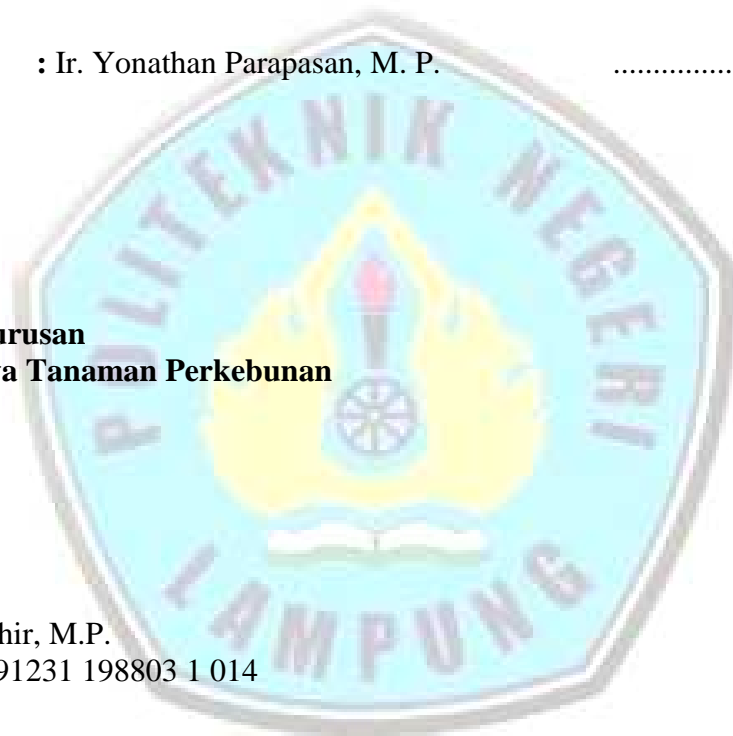 : Ir. Yonathan Parapasan, M. P. ...............
POLITEKNIK NEGERI
urusan
a Tanaman Perkebunan
LAMPUNG
hir, M.P.
91231 198803 1 014